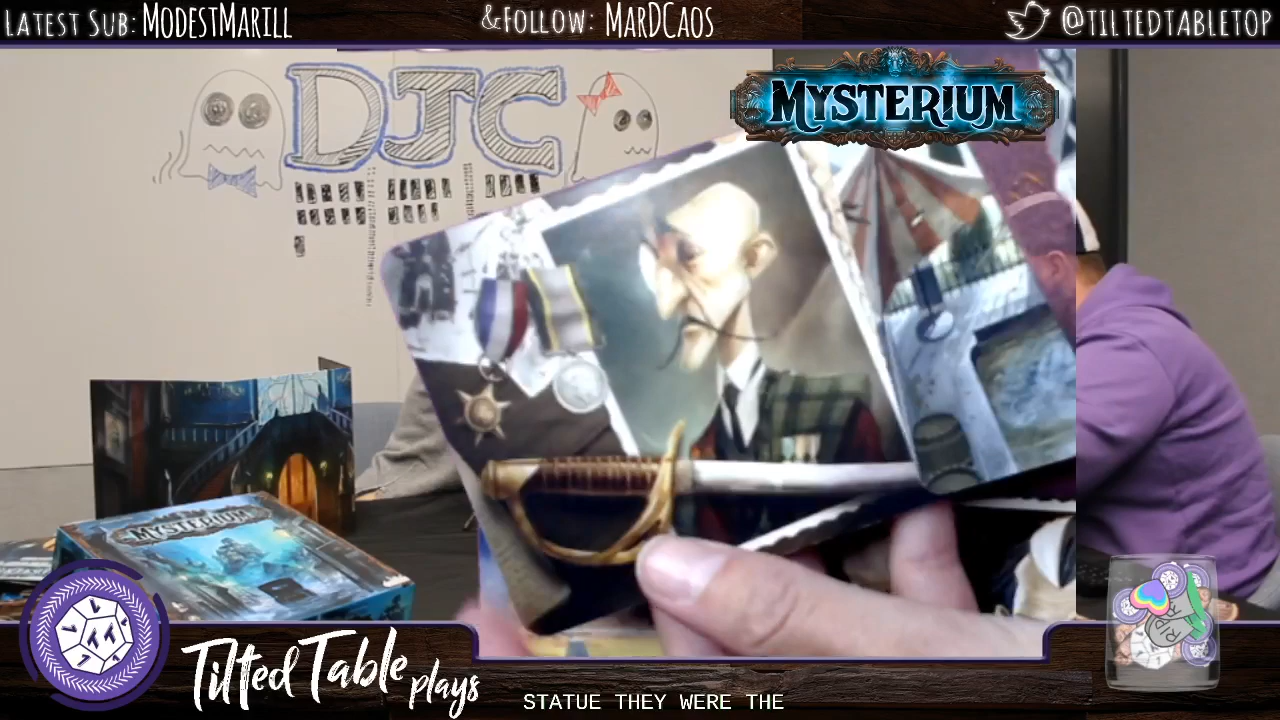 LATEST SUB: MODESTMARILL
&FOLLOW: MARDCAOS
@TILTEDTABLETOP
DJC
MYSTERIUM
MYSTERIUM
TILTED TABLE plays
STATUE THEY WERE THE